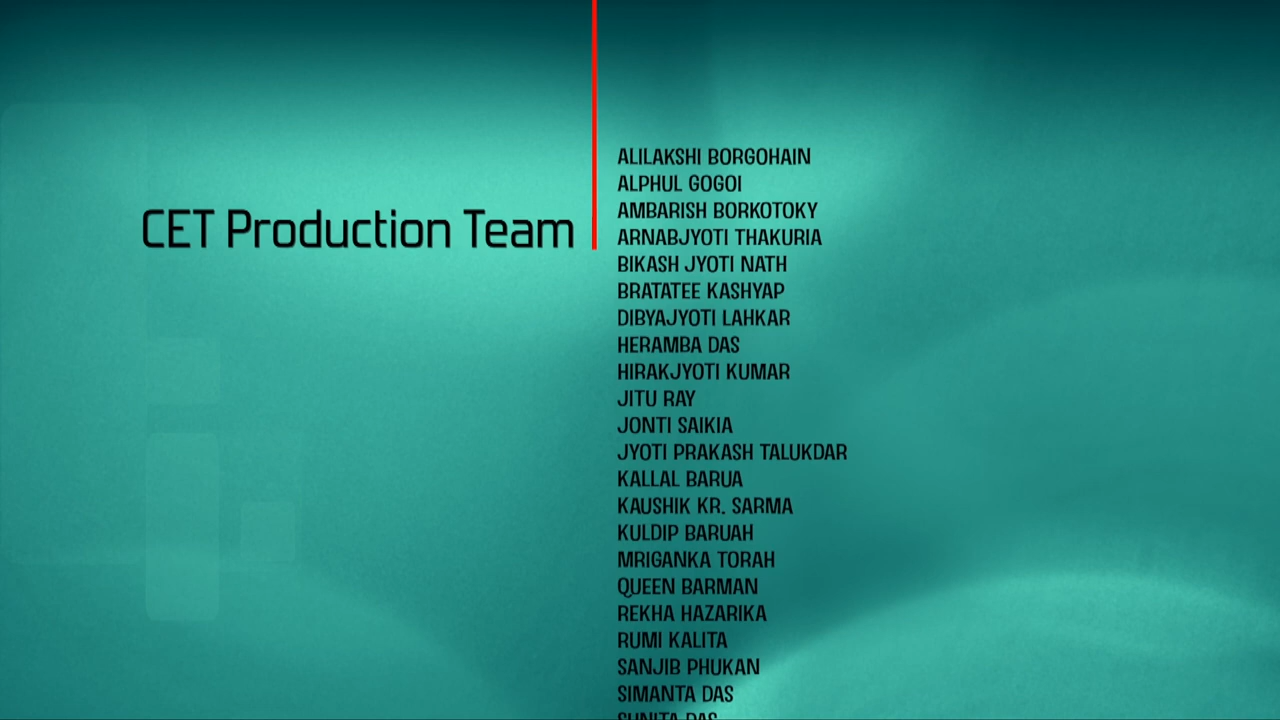 CET Production Team
ALILAKSHI BORGOHAIN
ALPHUL GOGOI
AMBARISH BORKOTOKY
ARNABJYOTI THAKURIA
BIKASH JYOTI NATH
BRATATEE KASHYAP
DIBYAJYOTI LAHKAR
HERAMBA DAS
HIRAKJYOTI KUMAR
JITU RAY
JONTI SAIKIA
JYOTI PRAKASH TALUKDAR
KALLAL BARUA
KAUSHIK KR. SARMA
KULDIP BARUAH
MRIGANKA TORAH
QUEEN BARMAN
REKHA HAZARIKA
RUMI KALITA
SANJIB PHUKAN
SIMANTA DAS